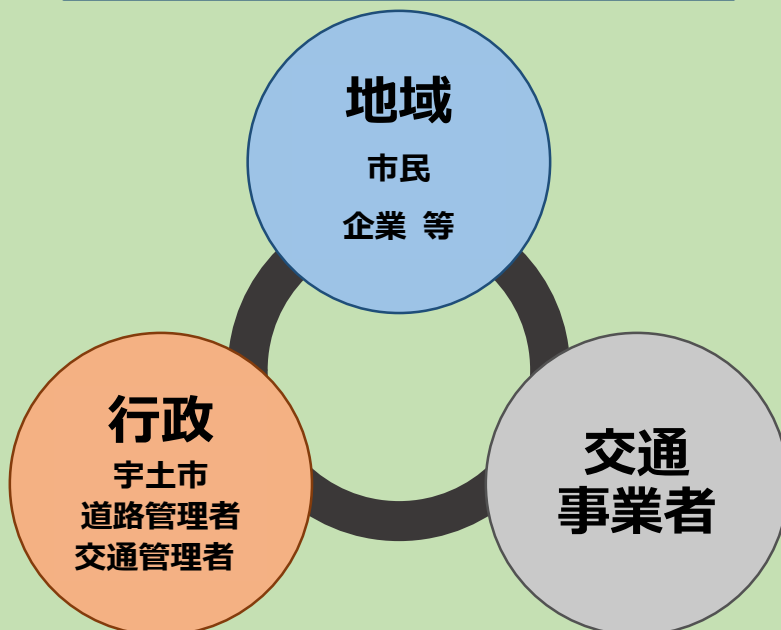 地域
市民
企業 等
行政
宇土市
道路管理者
交通管理者
交通
事業者